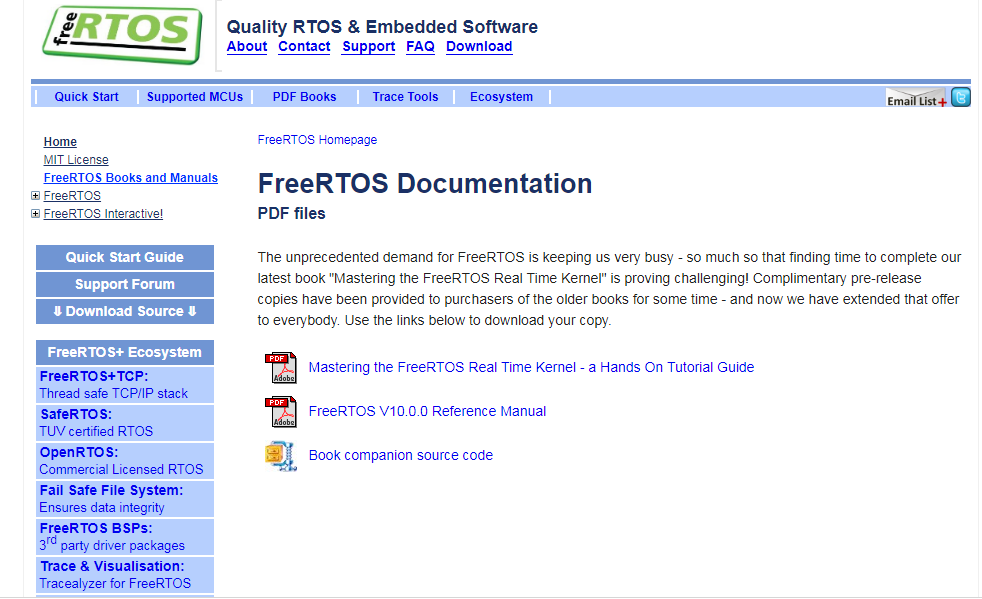 free RTOS
Quality RTOS & Embedded Software
About Contact Support FAQ Download
Quick Start Supported MCUs PDF Books Trace Tools Ecosystem Email List+
Home
MIT License
FreeRTOS Books and Manuals
FreeRTOS
FreeRTOS Interactive!
Quick Start Guide
Support Forum
⇓ Download Source ⇓
FreeRTOS+ Ecosystem
FreeRTOS+TCP:
Thread safe TCP/IP stack
SafeRTOS:
TUV certified RTOS
OpenRTOS:
Commercial Licensed RTOS
Fail Safe File System:
Ensures data integrity
FreeRTOS BSPs:
3rd party driver packages
Trace & Visualisation:
Tracealyzer for FreeRTOS
FreeRTOS Homepage
FreeRTOS Documentation
PDF files
The unprecedented demand for FreeRTOS is keeping us very busy - so much so that finding time to complete our
latest book "Mastering the FreeRTOS Real Time Kernel" is proving challenging! Complimentary pre-release
copies have been provided to purchasers of the older books for some time - and now we have extended that offer
to everybody. Use the links below to download your copy.
PDF Adobe Mastering the FreeRTOS Real Time Kernel - a Hands On Tutorial Guide
PDF Adobe FreeRTOS V10.0.0 Reference Manual
Book companion source code